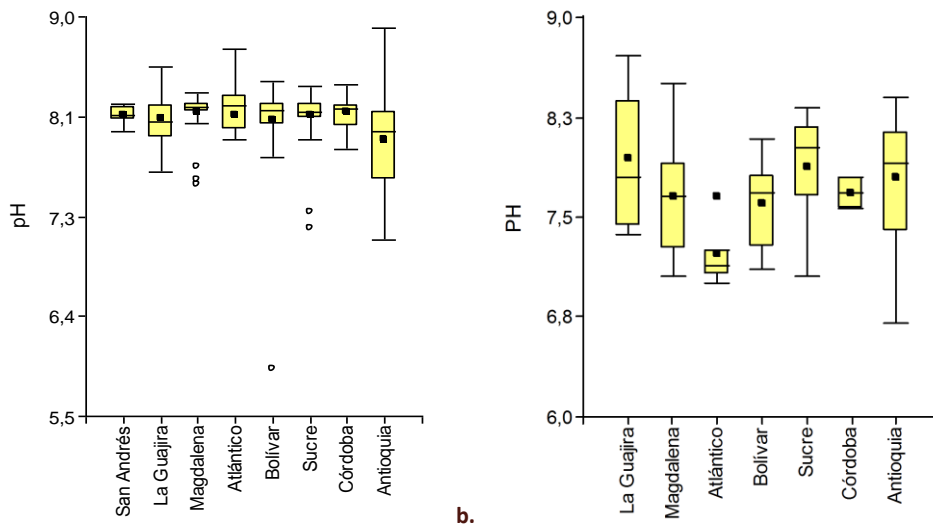 9,0
8,1
7,3
6,4
5,5
pH
San Andrés
La Guajira
Magdalena
Atlántico
Bolivar
Sucre
Córdoba
Antioquia
b.
9,0
8,3
7,5
6,8
6,0
PH
La Guajira
Magdalena
Atlántico
Bolivar
Sucre
Córdoba
Antioquia